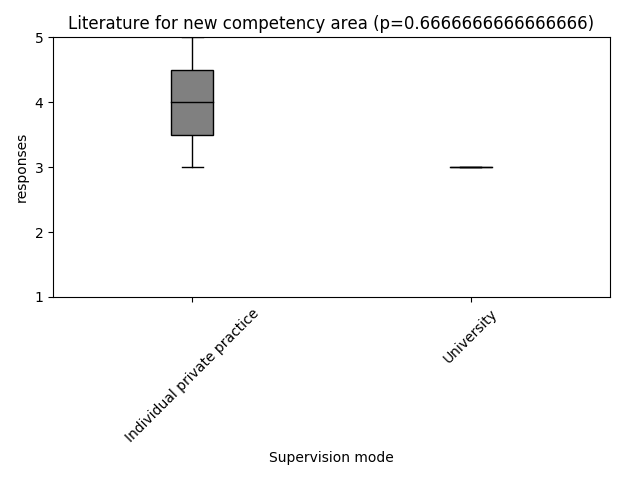 Literature for new competency area (p=0.6666666666666666)
5
4
3
2
1
responses
Individual private practice
University
Supervision mode